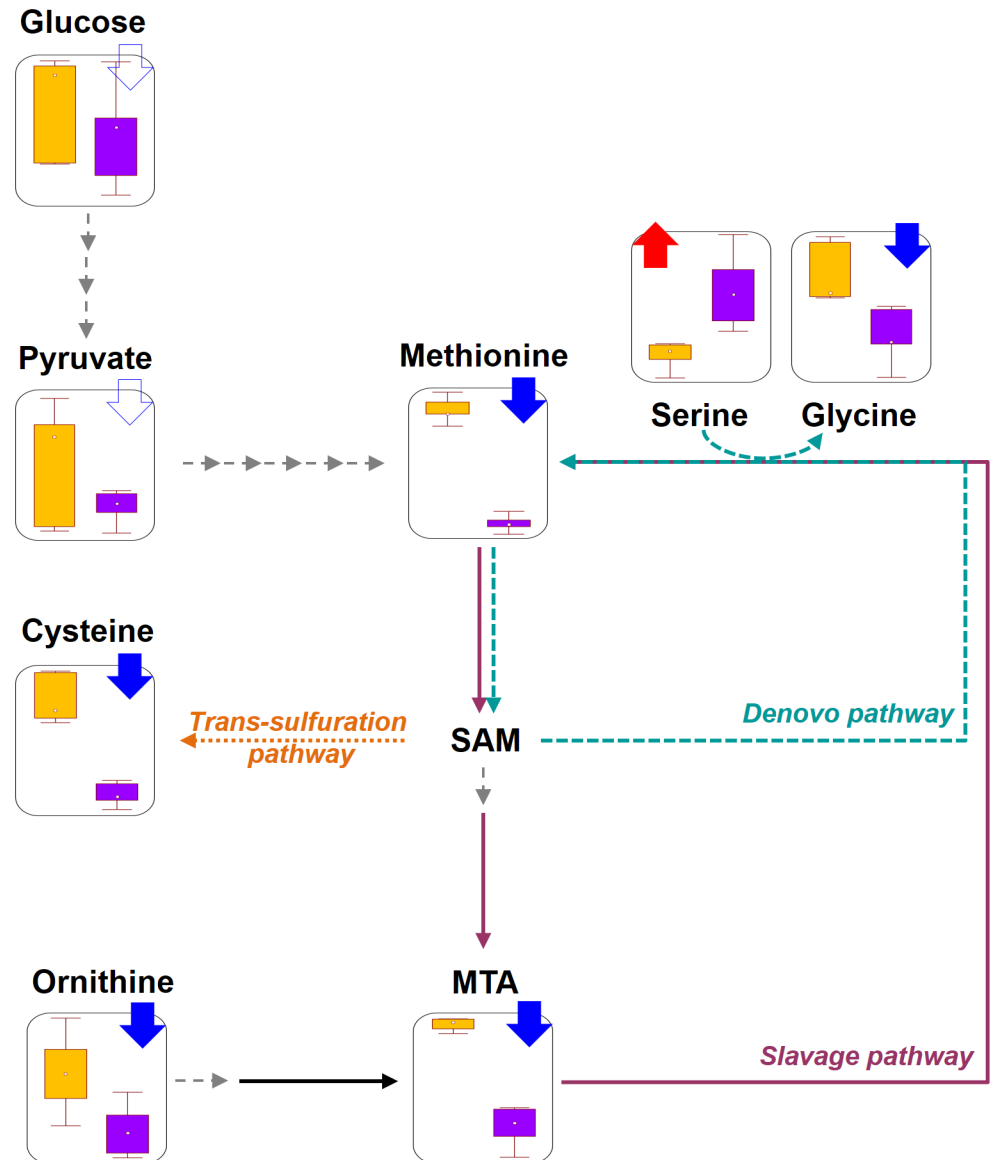 Glucose
Pyruvate
Methionine
Serine
Glycine
Cysteine
Trans-sulfuration
pathway
SAM
Denovo pathway
Ornithine
MTA
Slavage pathway